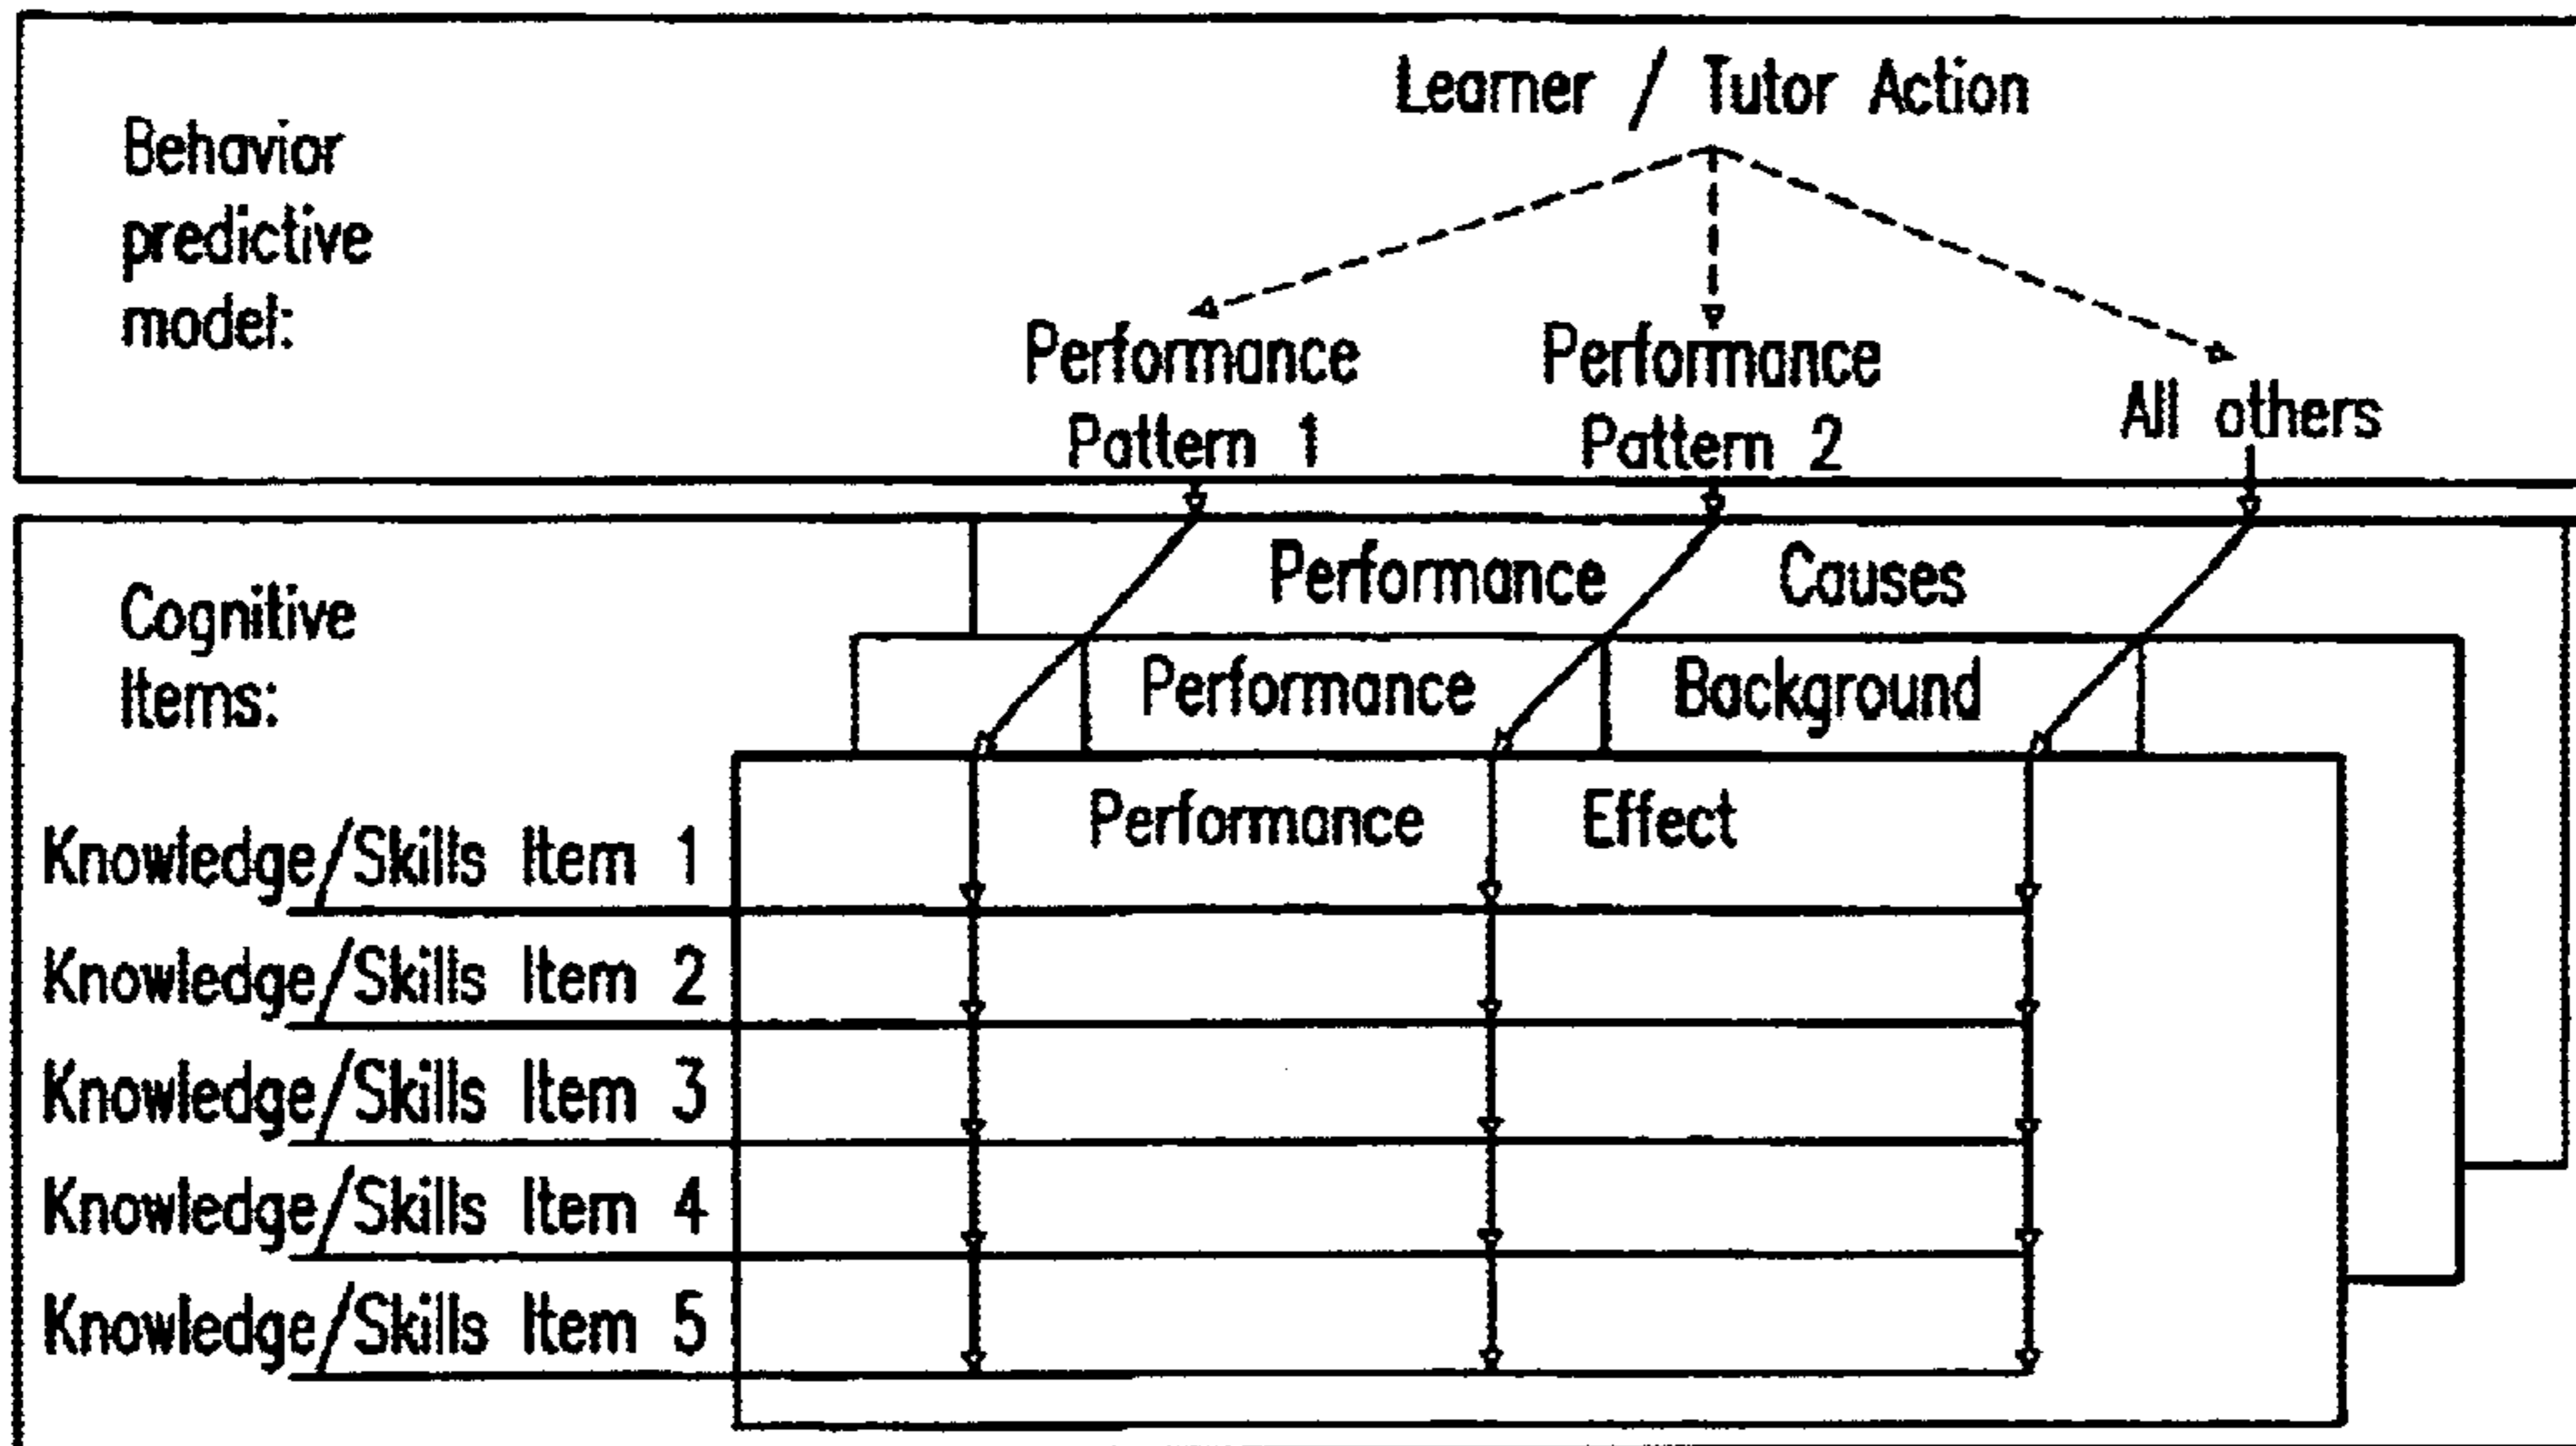 Learner / Tutor Action
Behavior
predictive
model:
Performance
Pattern 1
Performance
Pattern 2
All others
Cognitive
Items:
Performance Causes
Performance Background
Performance Effect
Knowledge/Skills Item 1
Knowledge/Skills Item 2
Knowledge/Skills Item 3
Knowledge/Skills Item 4
Knowledge/Skills Item 5